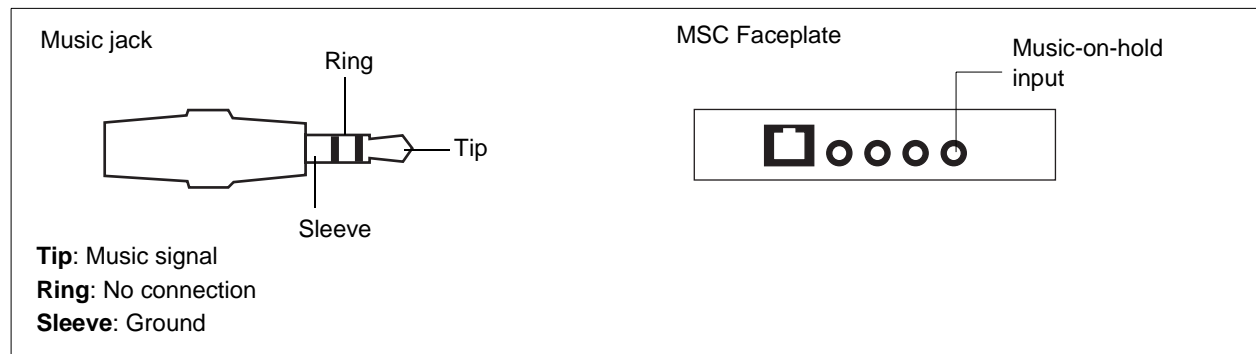 Music jack
Ring
Tip
Sleeve
Tip: Music signal
Ring: No connection
Sleeve: Ground
MSC Faceplate
Music-on-hold
input